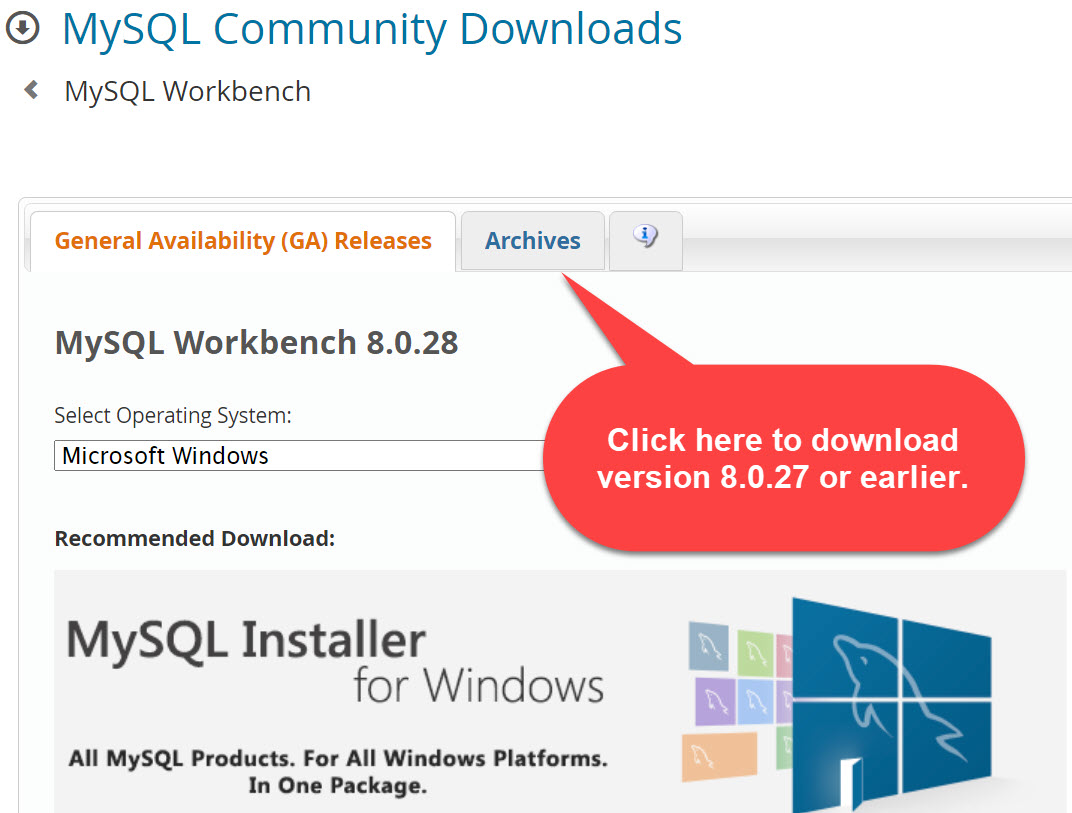 MySQL Community Downloads
MySQL Workbench
General Availability (GA) Releases
Archives
MySQL Workbench 8.0.28
Select Operating System:
Microsoft Windows
Click here to download
version 8.0.27 or earlier.
Recommended Download:
MySQL Installer
for Windows
All MySQL Products. For All Windows Platforms.
In One Package.